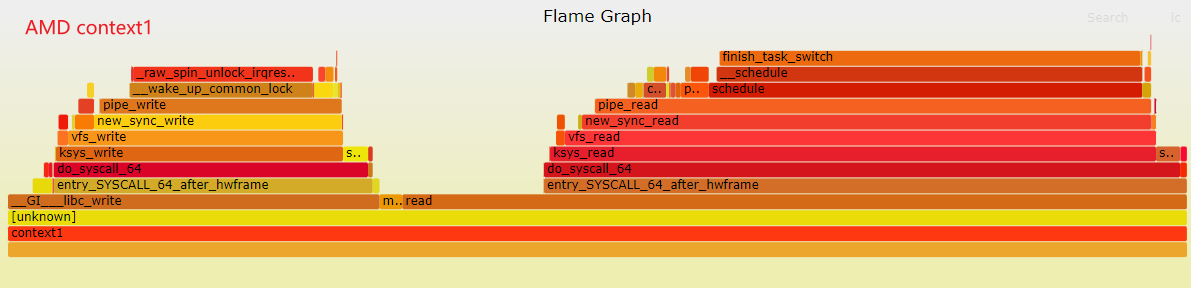 Flame Graph
Search ic
AMD context1
finish_task_switch
_raw_spin_unlock_irqres.. __schedule
__wake_up_common_lock c.. p.. schedule
pipe_write pipe_read
new_sync_write new_sync_read
vfs_write vfs_read
ksys_write s.. ksys_read s..
do_syscall_64 do_syscall_64
entry_SYSCALL_64_after_hwframe entry_SYSCALL_64_after_hwframe
__GI___libc_write m.. read
[unknown]
context1